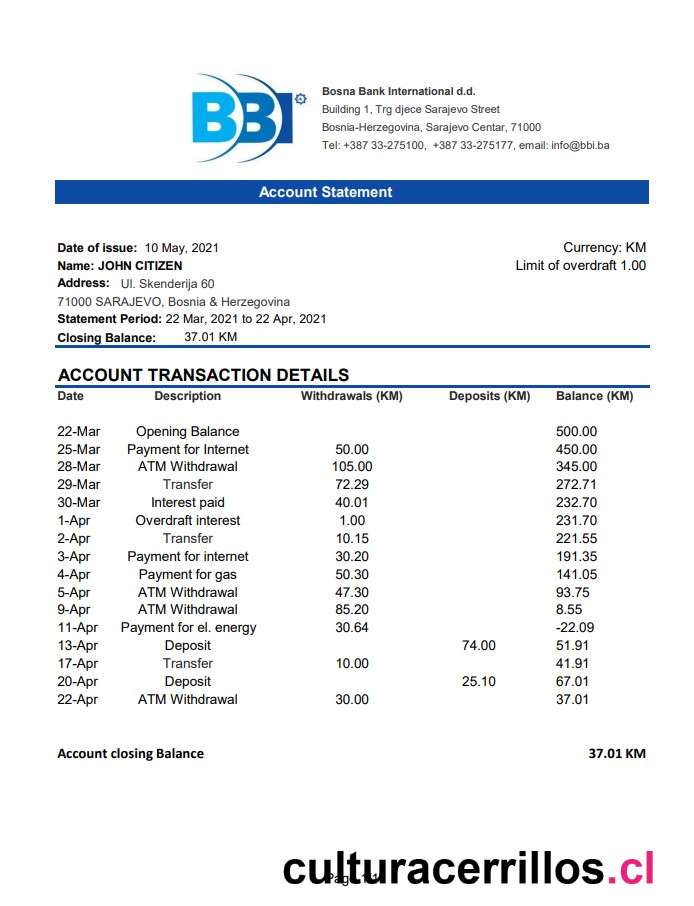 BBI
Bosna Bank International d.d.
Building 1, Trg djece Sarajevo Street
Bosnia-Herzegovina, Sarajevo Centar, 71000
Tel: +387 33-275100, +387 33-275177, email: info@bbi.ba
Account Statement
Date of issue: 10 May, 2021 Currency: KM
Name: JOHN CITIZEN Limit of overdraft 1.00
Address: Ul. Skenderija 60
71000 SARAJEVO, Bosnia & Herzegovina
Statement Period: 22 Mar, 2021 to 22 Apr, 2021
Closing Balance: 37.01 KM
ACCOUNT TRANSACTION DETAILS
Date Description Withdrawals (KM) Deposits (KM) Balance (KM)
22-Mar Opening Balance 500.00
25-Mar Payment for Internet 50.00 450.00
28-Mar ATM Withdrawal 105.00 345.00
29-Mar Transfer 72.29 272.71
30-Mar Interest paid 40.01 232.70
1-Apr Overdraft interest 1.00 231.70
2-Apr Transfer 10.15 221.55
3-Apr Payment for internet 30.20 191.35
4-Apr Payment for gas 50.30 141.05
5-Apr ATM Withdrawal 47.30 93.75
9-Apr ATM Withdrawal 85.20 8.55
11-Apr Payment for el. energy 30.64 -22.09
13-Apr Deposit 74.00 51.91
17-Apr Transfer 10.00 41.91
20-Apr Deposit 25.10 67.01
22-Apr ATM Withdrawal 30.00 37.01
Account closing Balance 37.01 KM
culturacerrillos.cl